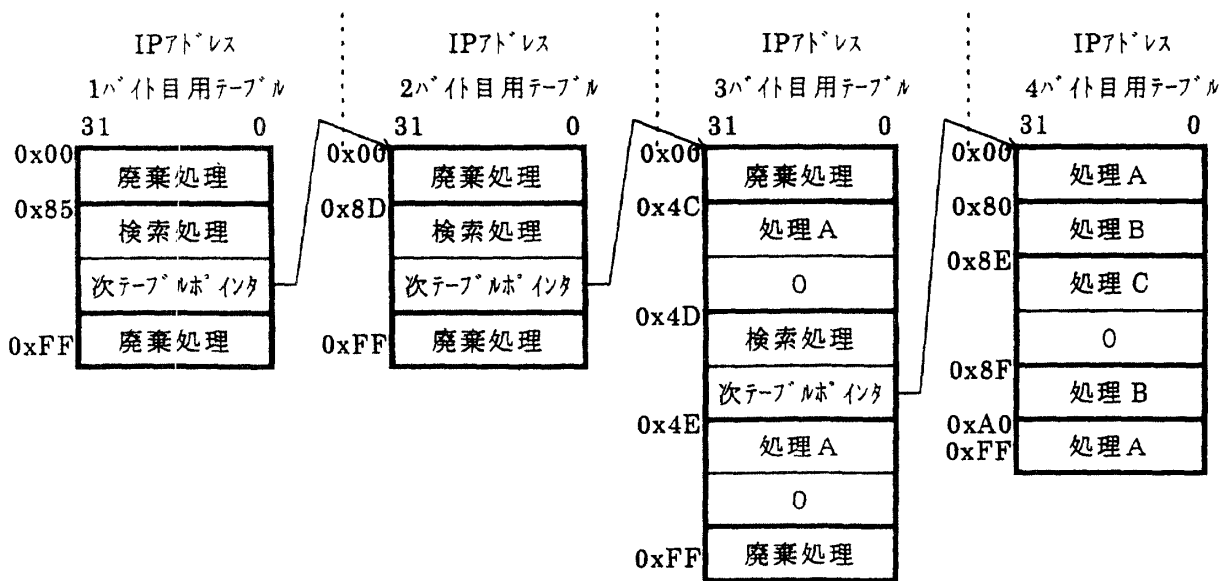 IPアドレス
1バイト目用テーブル
31 0
0x00
廃棄処理
0x85
検索処理
次テーブルポインタ
0xFF
廃棄処理
IPアドレス
2バイト目用テーブル
31 0
0x00
廃棄処理
0x8D
検索処理
次テーブルポインタ
0xFF
廃棄処理
IPアドレス
3バイト目用テーブル
31 0
0x00
廃棄処理
0x4C
処理A
0
0x4D
検索処理
次テーブルポインタ
0x4E
処理A
0
0xFF
廃棄処理
IPアドレス
4バイト目用テーブル
31 0
0x00
処理A
0x80
処理B
0x8E
処理C
0
0x8F
処理B
0xA0
0xFF
処理A